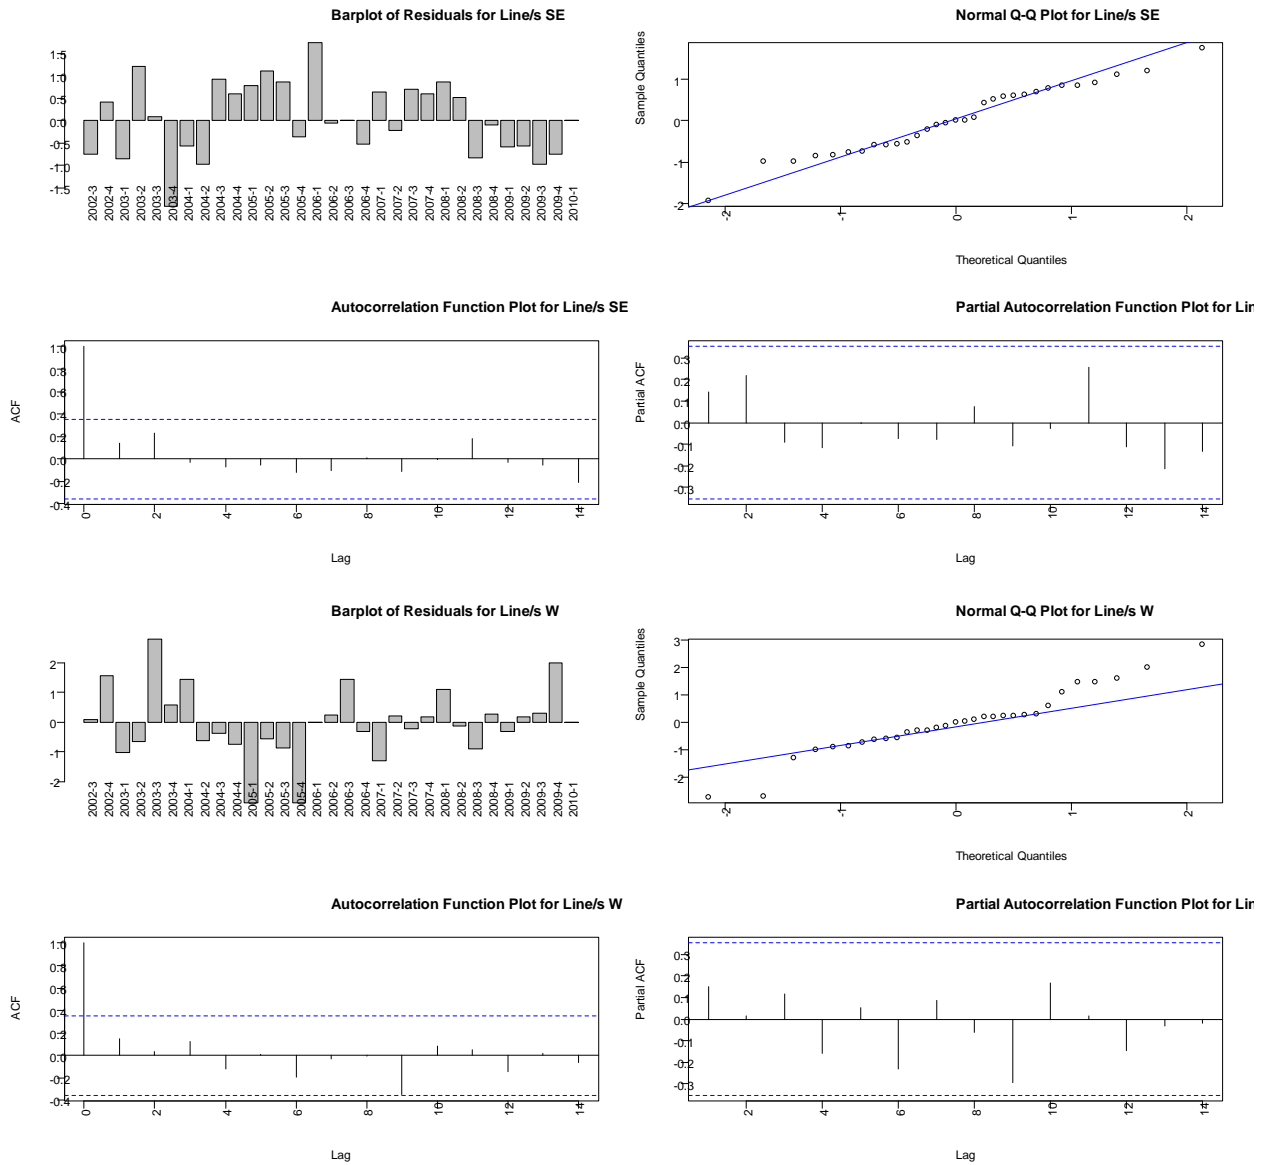 Barplot of Residuals for Line/s SE
1.5
1.0
0.5
0.0
-0.5
-1.0
-1.5
2002-3 2002-4 2003-1 2003-2 2003-3 2003-4 2004-1 2004-2 2004-3 2004-4 2005-1 2005-2 2005-3 2005-4 2006-1 2006-2 2006-3 2006-4 2007-1 2007-2 2007-3 2007-4 2008-1 2008-2 2008-3 2008-4 2009-1 2009-2 2009-3 2009-4 2010-1
Normal Q-Q Plot for Line/s SE
Sample Quantiles
1
0
-1
-2
-2 -1 0 1 2
Theoretical Quantiles
Autocorrelation Function Plot for Line/s SE
ACF
1.0
0.8
0.6
0.4
0.2
0.0
-0.2
-0.4
0 2 4 6 8 10 12 14
Lag
Partial Autocorrelation Function Plot for Lin
Partial ACF
0.3
0.2
0.1
0.0
-0.1
-0.2
-0.3
2 4 6 8 10 12 14
Lag
Barplot of Residuals for Line/s W
2
1
0
-1
-2
2002-3 2002-4 2003-1 2003-2 2003-3 2003-4 2004-1 2004-2 2004-3 2004-4 2005-1 2005-2 2005-3 2005-4 2006-1 2006-2 2006-3 2006-4 2007-1 2007-2 2007-3 2007-4 2008-1 2008-2 2008-3 2008-4 2009-1 2009-2 2009-3 2009-4 2010-1
Normal Q-Q Plot for Line/s W
Sample Quantiles
3
2
1
0
-1
-2
-2 -1 0 1 2
Theoretical Quantiles
Autocorrelation Function Plot for Line/s W
ACF
1.0
0.8
0.6
0.4
0.2
0.0
-0.2
-0.4
0 2 4 6 8 10 12 14
Lag
Partial Autocorrelation Function Plot for Lin
Partial ACF
0.3
0.2
0.1
0.0
-0.1
-0.2
-0.3
2 4 6 8 10 12 14
Lag